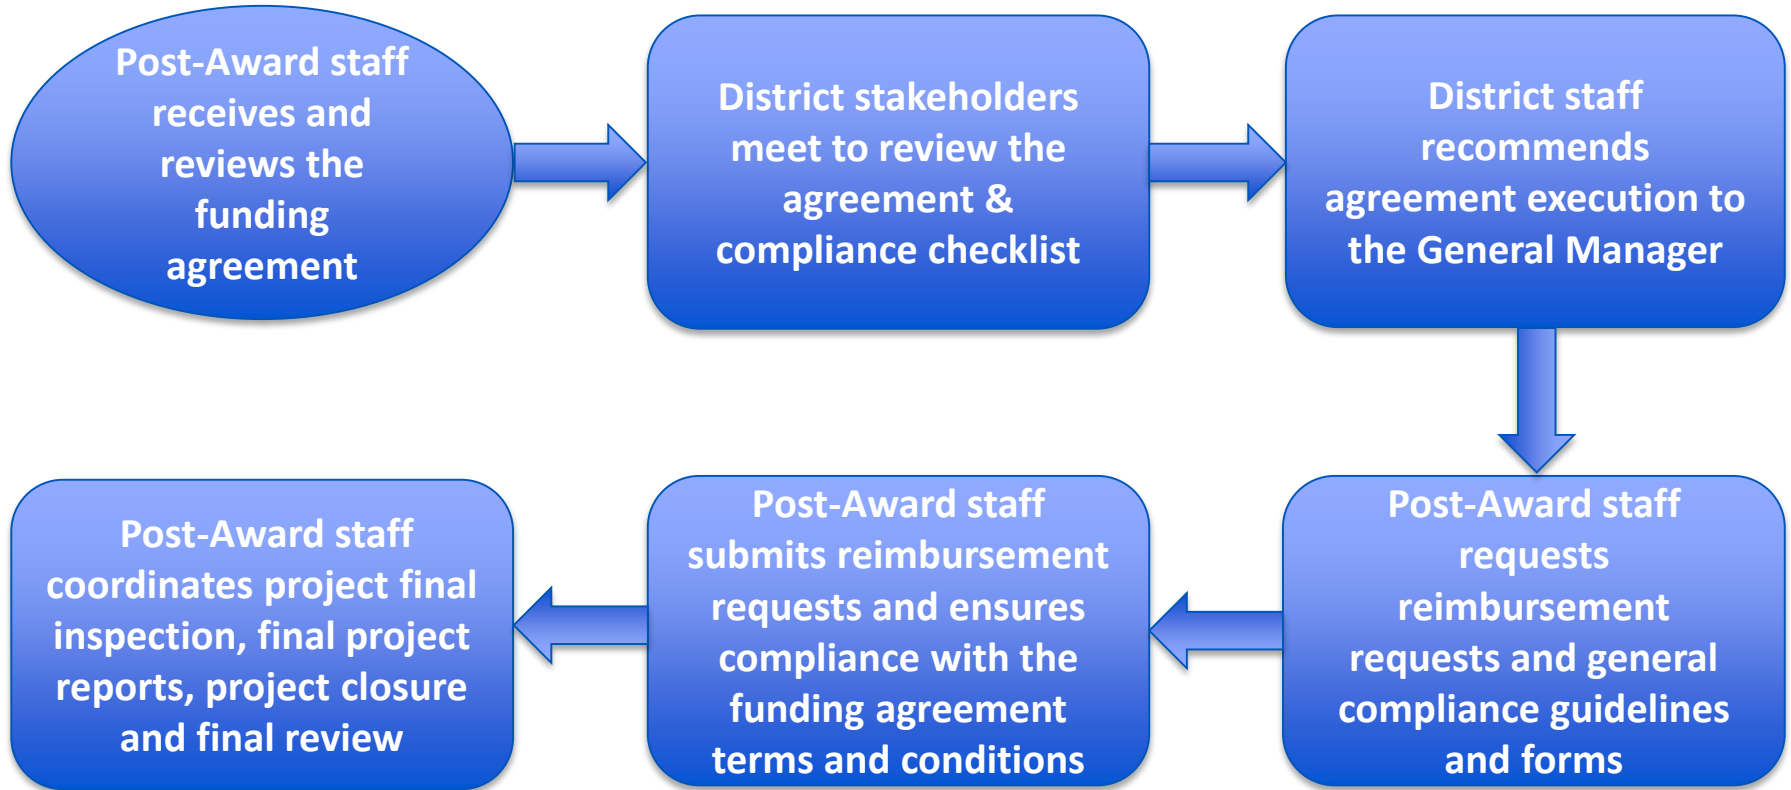 Post-Award staff
receives and
reviews the
funding
agreement
District stakeholders
meet to review the
agreement &
compliance checklist
District staff
recommends
agreement execution to
the General Manager
Post-Award staff
requests
reimbursement
requests and general
compliance guidelines
and forms
Post-Award staff
submits reimbursement
requests and ensures
compliance with the
funding agreement
terms and conditions
Post-Award staff
coordinates project final
inspection, final project
reports, project closure
and final review